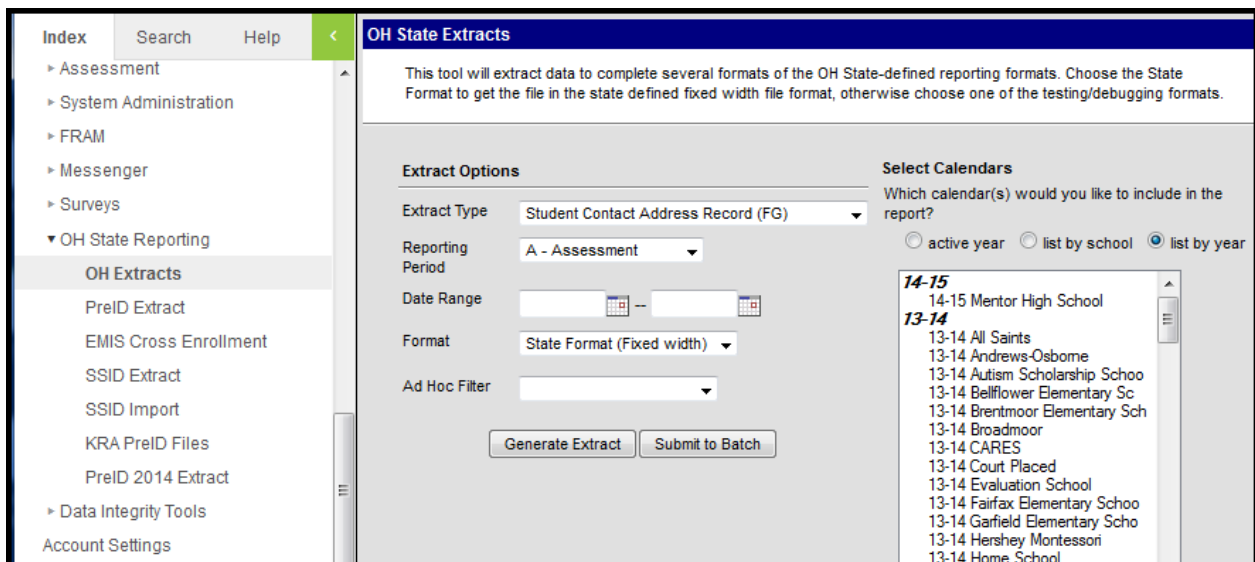 Index Search Help <
Assessment
System Administration
FRAM
Messenger
Surveys
OH State Reporting
OH Extracts
PreID Extract
EMIS Cross Enrollment
SSID Extract
SSID Import
KRA PreID Files
PreID 2014 Extract
Data Integrity Tools
Account Settings
OH State Extracts
This tool will extract data to complete several formats of the OH State-defined reporting formats. Choose the State
Format to get the file in the state defined fixed width file format, otherwise choose one of the testing/debugging formats.
Extract Options
Extract Type Student Contact Address Record (FG)
Reporting A - Assessment
Period
Date Range --
Format State Format (Fixed width)
Ad Hoc Filter
Generate Extract Submit to Batch
Select Calendars
Which calendar(s) would you like to include in the
report?
active year list by school list by year
14-15
14-15 Mentor High School
13-14
13-14 All Saints
13-14 Andrews-Osborne
13-14 Autism Scholarship Schoo
13-14 Bellflower Elementary Sc
13-14 Brentmoor Elementary Sch
13-14 Broadmoor
13-14 CARES
13-14 Court Placed
13-14 Evaluation School
13-14 Fairfax Elementary Schoo
13-14 Garfield Elementary Scho
13-14 Hershey Montessori
13-14 Home School